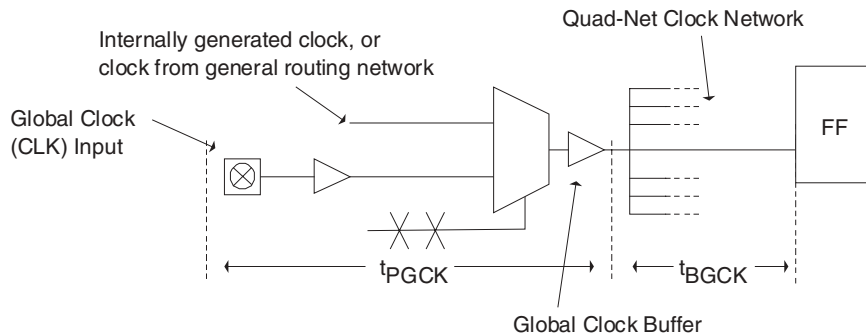 Quad-Net Clock Network
Internally generated clock, or
clock from general routing network
Global Clock
(CLK) Input
FF
tPGCK
tBGCK
Global Clock Buffer